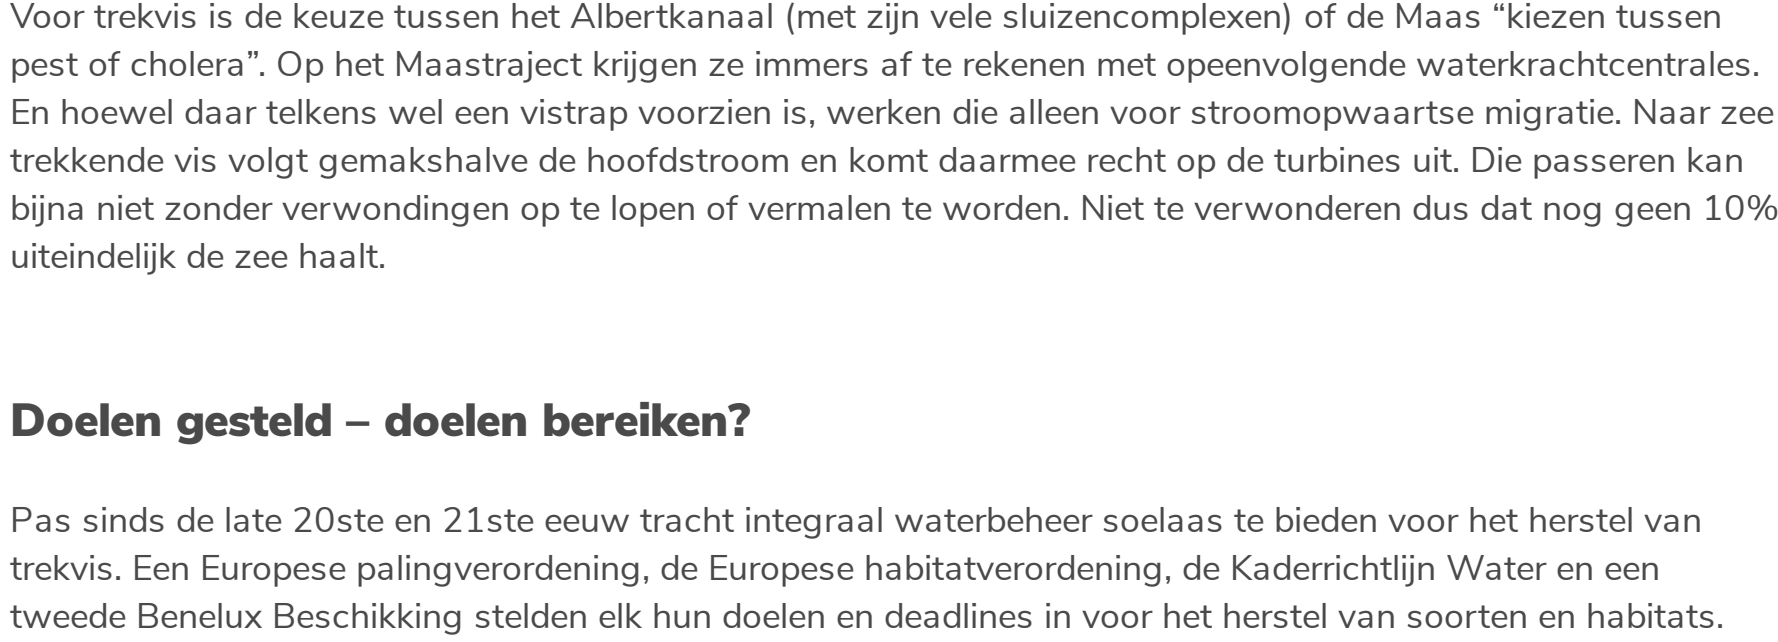 Voor trekvis is de keuze tussen het Albertkanaal (met zijn vele sluizencomplexen) of de Maas “kiezen tussen
pest of cholera”. Op het Maastraject krijgen ze immers af te rekenen met opeenvolgende waterkrachtcentrales.
En hoewel daar telkens wel een vistrap voorzien is, werken die alleen voor stroomopwaartse migratie. Naar zee
trekkende vis volgt gemakshalve de hoofdstroom en komt daarmee recht op de turbines uit. Die passeren kan
bijna niet zonder verwondingen op te lopen of vermalen te worden. Niet te verwonderen dus dat nog geen 10%
uiteindelijk de zee haalt.
Doelen gesteld – doelen bereiken?
Pas sinds de late 20ste en 21ste eeuw tracht integraal waterbeheer soelaas te bieden voor het herstel van
trekvis. Een Europese palingverordening, de Europese habitatverordening, de Kaderrichtlijn Water en een
tweede Benelux Beschikking stelden elk hun doelen en deadlines in voor het herstel van soorten en habitats.